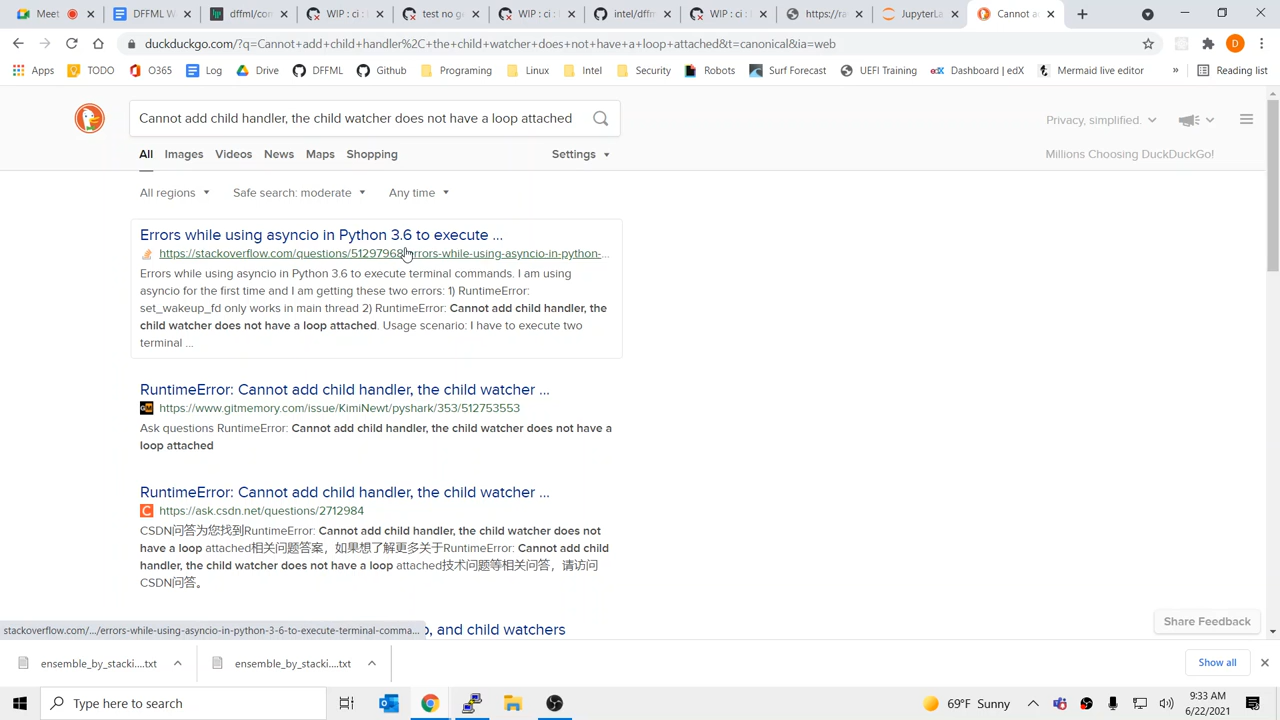 Meet
DFFML W
dffml/con
WIP : ci :
test no g
WIP : ci :
intel/dffm
WIP : ci :
https://ra
JupyterLa
Cannot a
duckduckgo.com/?q=Cannot+add+child+handler%2C+the+child+watcher+does+not+have+a+loop+attached&t=canonical&ia=web
D
Apps
TODO
O365
Log
Drive
DFFML
Github
Programing
Linux
Intel
Security
Robots
Surf Forecast
UEFI Training
edX
Dashboard | edX
Mermaid live editor
»
Reading list
Cannot add child handler, the child watcher does not have a loop attached
Privacy, simplified.
All
Images
Videos
News
Maps
Shopping
Settings
Millions Choosing DuckDuckGo!
All regions
Safe search: moderate
Any time
Errors while using asyncio in Python 3.6 to execute ...
https://stackoverflow.com/questions/51297968/errors-while-using-asyncio-in-python-...
Errors while using asyncio in Python 3.6 to execute terminal commands. I am using
asyncio for the first time and I am getting these two errors: 1) RuntimeError:
set_wakeup_fd only works in main thread 2) RuntimeError: Cannot add child handler, the
child watcher does not have a loop attached. Usage scenario: I have to execute two
terminal ...
RuntimeError: Cannot add child handler, the child watcher ...
https://www.gitmemory.com/issue/KimiNewt/pyshark/353/512753553
Ask questions RuntimeError: Cannot add child handler, the child watcher does not have a
loop attached
RuntimeError: Cannot add child handler, the child watcher ...
https://ask.csdn.net/questions/2712984
CSDN问答为您找到RuntimeError: Cannot add child handler, the child watcher does not
have a loop attached相关问题答案，如果想了解更多关于RuntimeError: Cannot add child
handler, the child watcher does not have a loop attached技术问题等相关问答，请访问
CSDN问答。
Share Feedback
stackoverflow.com/.../errors-while-using-asyncio-in-python-3-6-to-execute-terminal-comma...
, and child watchers
ensemble_by_stacki....txt
ensemble_by_stacki....txt
Show all
Type here to search
69°F Sunny
9:33 AM
6/22/2021